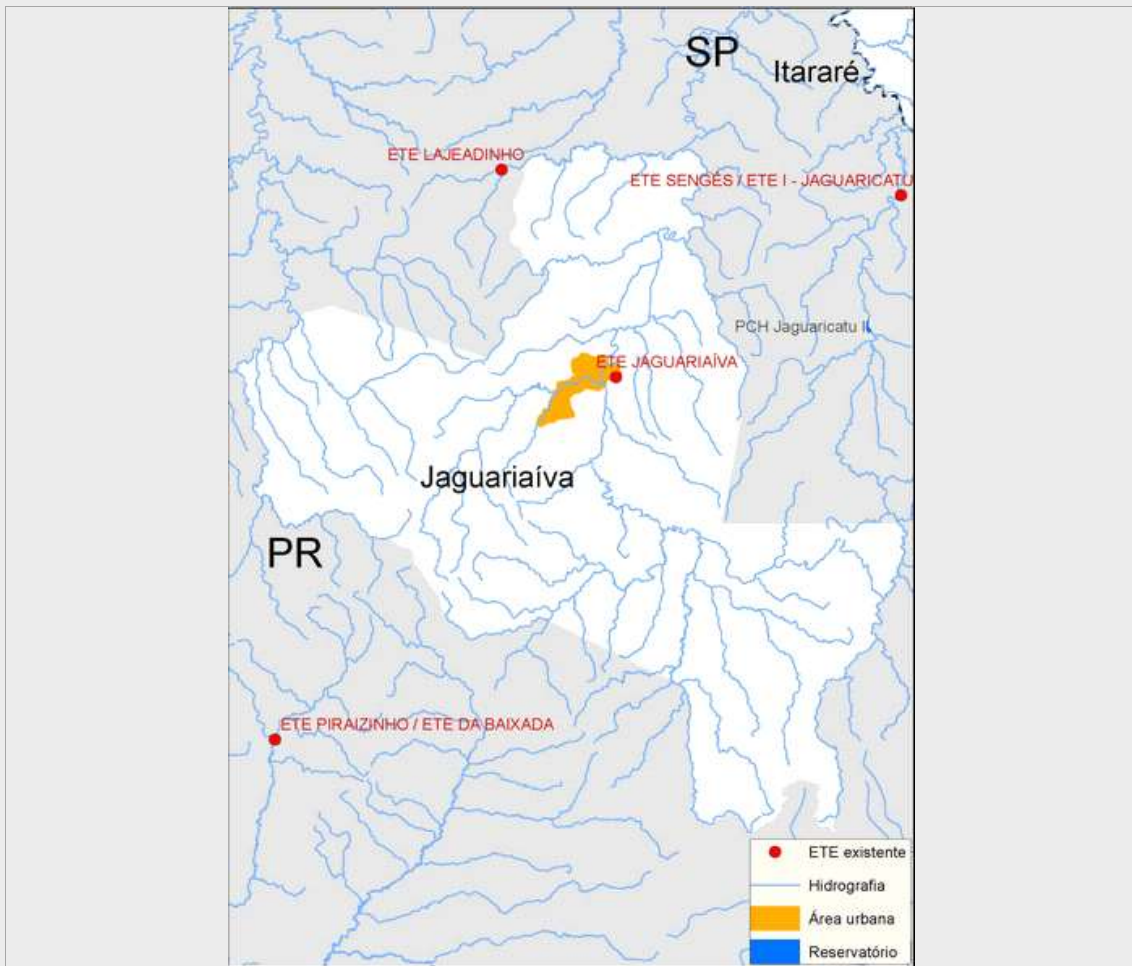 SP
Itararé
ETE LAJEADINHO
ETE SENGÉS / ETE I - JAGUARICATU
PCH Jaguaricatu II
ETE JAGUARIAÍVA
Jaguariaíva
PR
ETE PIRAIZINHO / ETE DA BAIXADA
ETE existente
Hidrografia
Área urbana
Reservatório